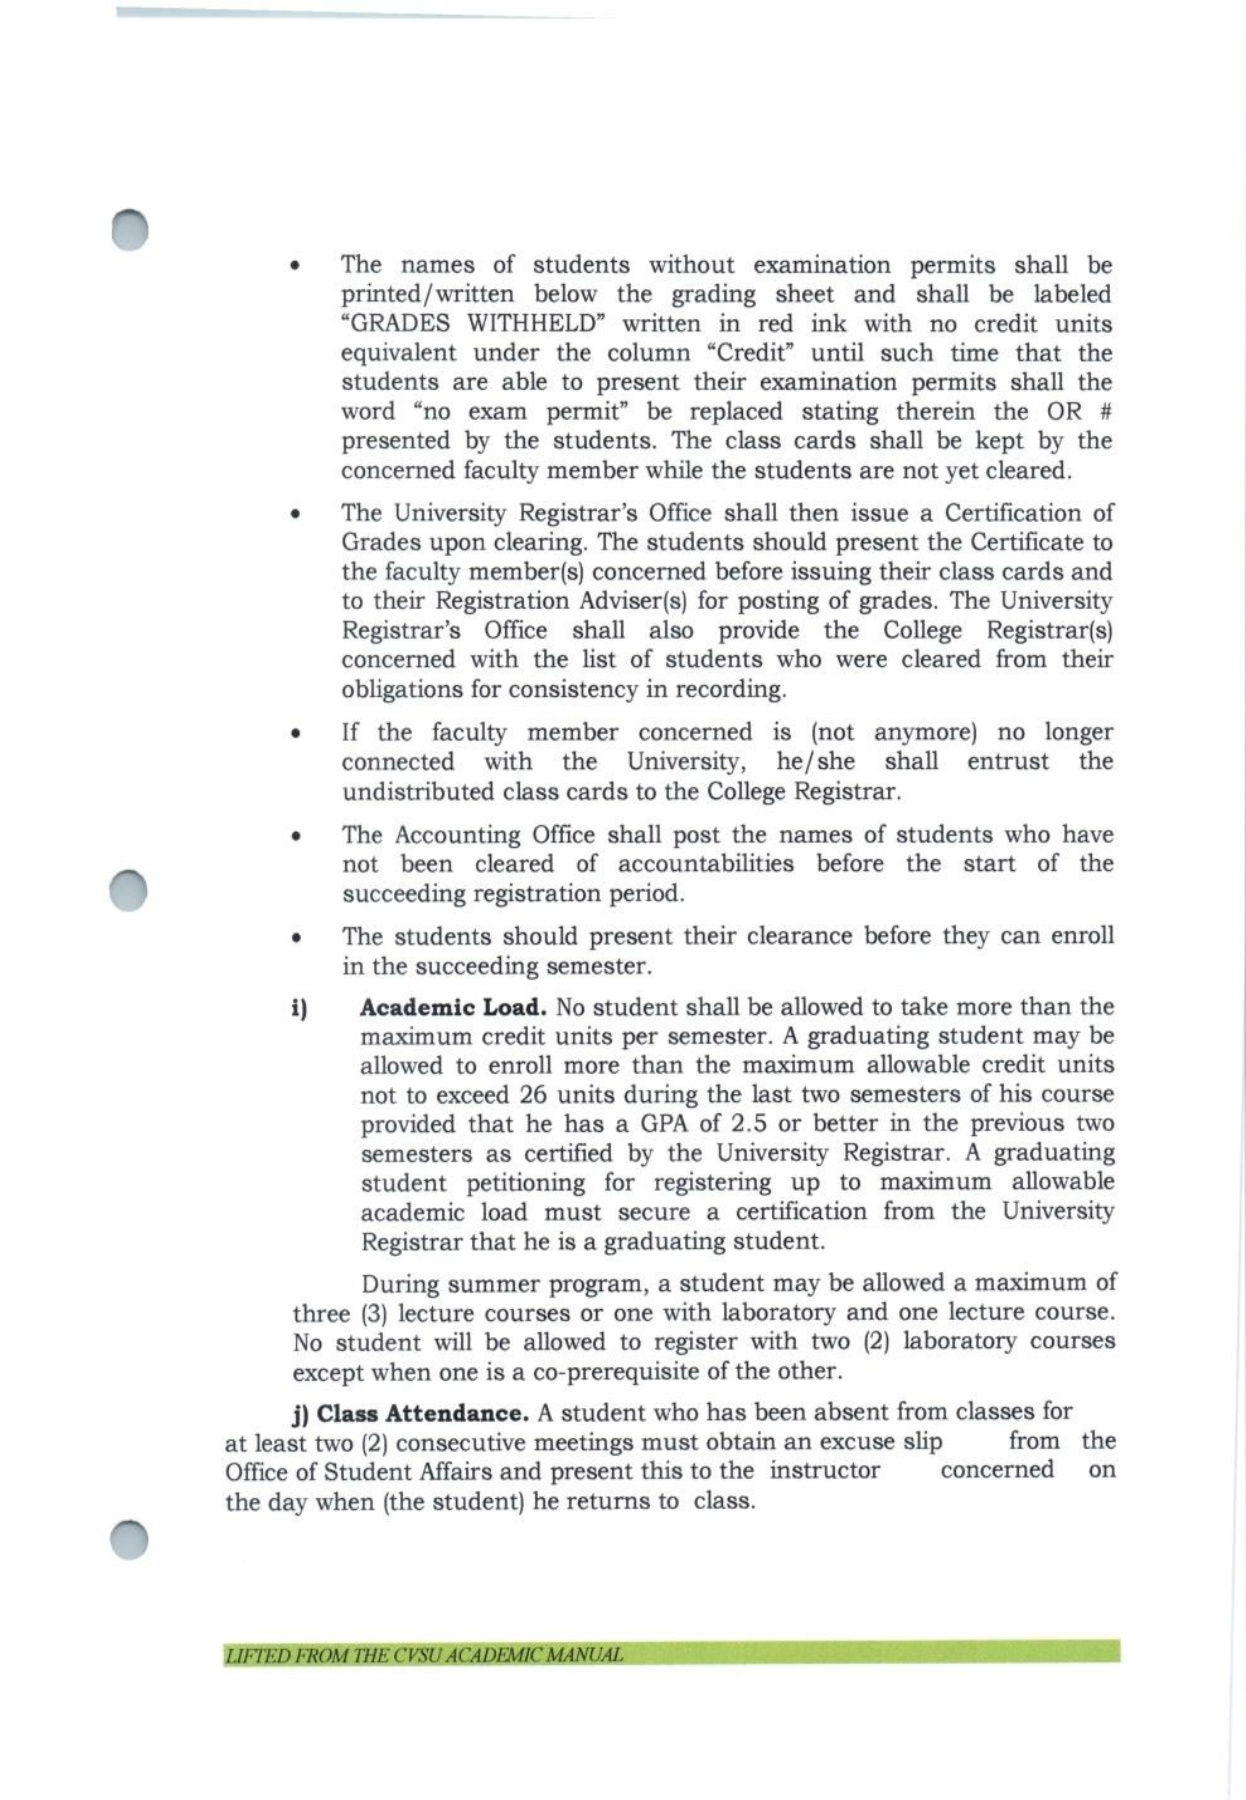 • The names of students without examination permits shall be
printed/written below the grading sheet and shall be labeled
“GRADES WITHHELD” written in red ink with no credit units
equivalent under the column “Credit” until such time that the
students are able to present their examination permits shall the
word “no exam permit” be replaced stating therein the OR #
presented by the students. The class cards shall be kept by the
concerned faculty member while the students are not yet cleared.
• The University Registrar’s Office shall then issue a Certification of
Grades upon clearing. The students should present the Certificate to
the faculty member(s) concerned before issuing their class cards and
to their Registration Adviser(s) for posting of grades. The University
Registrar’s Office shall also provide the College Registrar(s)
concerned with the list of students who were cleared from their
obligations for consistency in recording.
• If the faculty member concerned is (not anymore) no longer
connected with the University, he/she shall entrust the
undistributed class cards to the College Registrar.
• The Accounting Office shall post the names of students who have
not been cleared of accountabilities before the start of the
succeeding registration period.
• The students should present their clearance before they can enroll
in the succeeding semester.
i) Academic Load. No student shall be allowed to take more than the
maximum credit units per semester. A graduating student may be
allowed to enroll more than the maximum allowable credit units
not to exceed 26 units during the last two semesters of his course
provided that he has a GPA of 2.5 or better in the previous two
semesters as certified by the University Registrar. A graduating
student petitioning for registering up to maximum allowable
academic load must secure a certification from the University
Registrar that he is a graduating student.
During summer program, a student may be allowed a maximum of
three (3) lecture courses or one with laboratory and one lecture course.
No student will be allowed to register with two (2) laboratory courses
except when one is a co-prerequisite of the other.
j) Class Attendance. A student who has been absent from classes for
at least two (2) consecutive meetings must obtain an excuse slip from the
Office of Student Affairs and present this to the instructor concerned on
the day when (the student) he returns to class.
LIFTED FROM THE CVSU ACADEMIC MANUAL